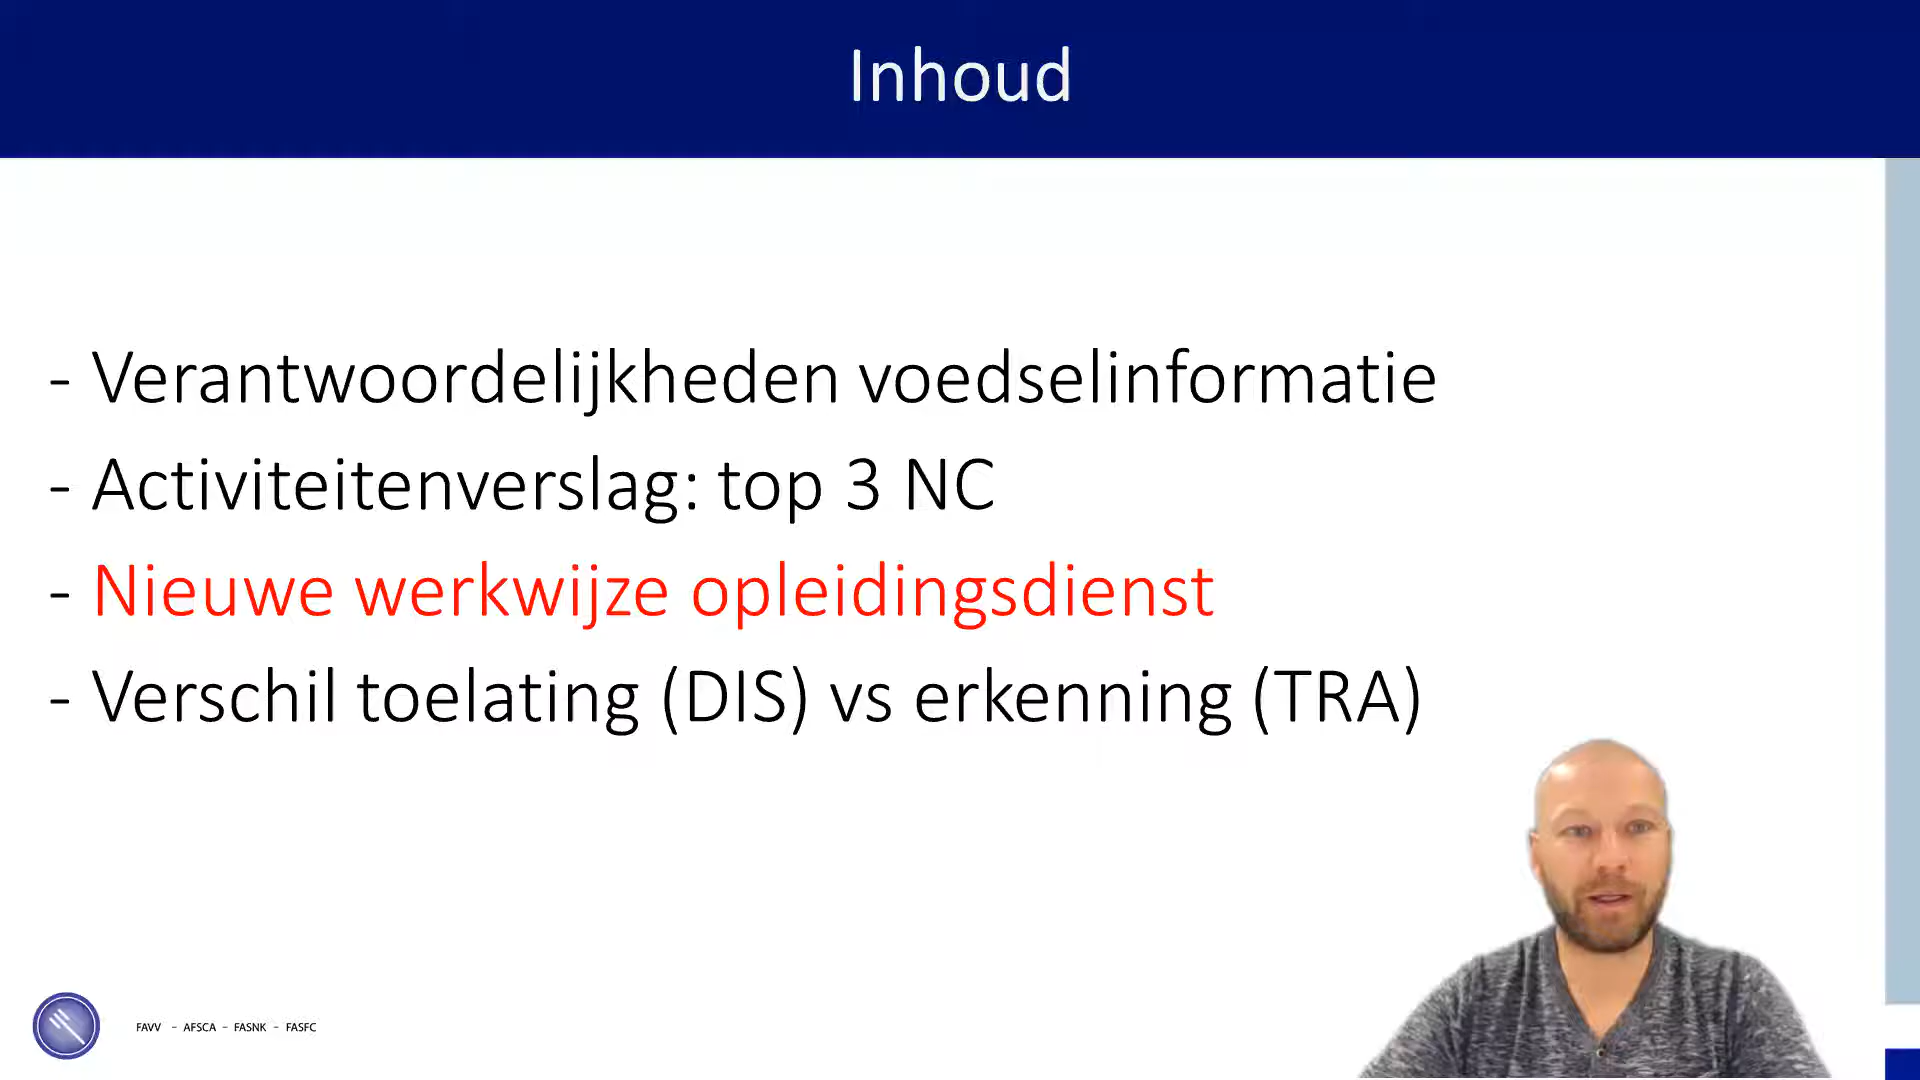 Inhoud
- Verantwoordelijkheden voedselinformatie
- Activiteitenverslag: top 3 NC
- Nieuwe werkwijze opleidingsdienst
- Verschil toelating (DIS) vs erkenning (TRA)
FAVV - AFSCA - FASNK - FASFC